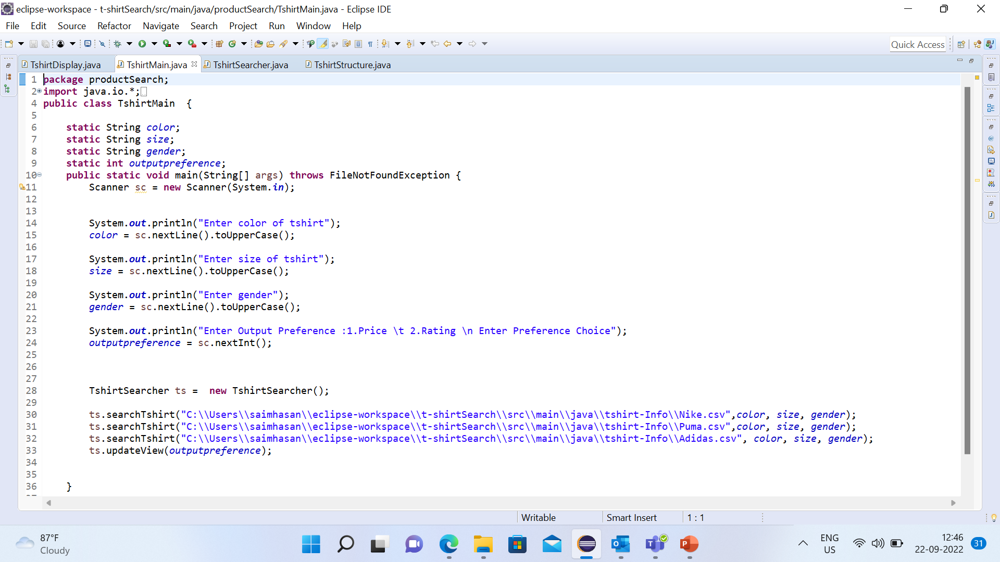 eclipse-workspace - t-shirtSearch/src/main/java/productSearch/TshirtMain.java - Eclipse IDE
File Edit Source Refactor Navigate Search Project Run Window Help
Quick Access
TshirtDisplay.java TshirtMain.java TshirtSearcher.java TshirtStructure.java
1 package productSearch;
2 import java.io.*;
4 public class TshirtMain  {
5
6 static String color;
7 static String size;
8 static String gender;
9 static int outputpreference;
10 public static void main(String[] args) throws FileNotFoundException {
11 Scanner sc = new Scanner(System.in);
12
13
14 System.out.println("Enter color of tshirt");
15 color = sc.nextLine().toUpperCase();
16
17 System.out.println("Enter size of tshirt");
18 size = sc.nextLine().toUpperCase();
19
20 System.out.println("Enter gender");
21 gender = sc.nextLine().toUpperCase();
22
23 System.out.println("Enter Output Preference :1.Price \t 2.Rating \n Enter Preference Choice");
24 outputpreference = sc.nextInt();
25
26
27
28 TshirtSearcher ts =  new TshirtSearcher();
29
30 ts.searchTshirt("C:\\Users\\saimhasan\\eclipse-workspace\\t-shirtSearch\\src\\main\\java\\tshirt-Info\\Nike.csv",color, size, gender);
31 ts.searchTshirt("C:\\Users\\saimhasan\\eclipse-workspace\\t-shirtSearch\\src\\main\\java\\tshirt-Info\\Puma.csv",color, size, gender);
32 ts.searchTshirt("C:\\Users\\saimhasan\\eclipse-workspace\\t-shirtSearch\\src\\main\\java\\tshirt-Info\\Adidas.csv", color, size, gender);
33 ts.updateView(outputpreference);
34
35
36 }
Writable Smart Insert 1 : 1
87°F
Cloudy
ENG
US
12:46
22-09-2022
31